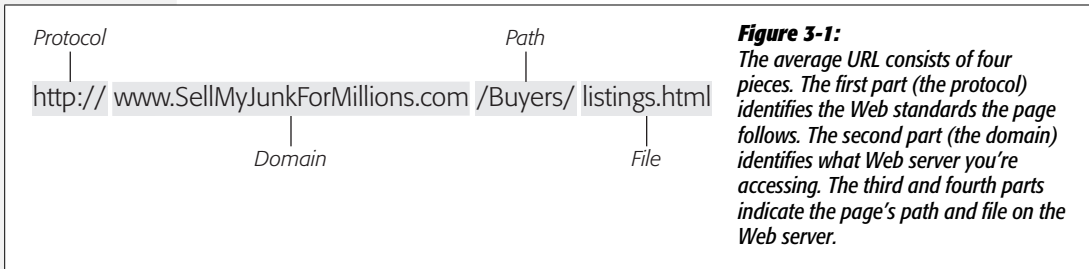 Protocol
Path
http:// www.SellMyJunkForMillions.com /Buyers/ listings.html
Domain
File
Figure 3-1:
The average URL consists of four
pieces. The first part (the protocol)
identifies the Web standards the page
follows. The second part (the domain)
identifies what Web server you're
accessing. The third and fourth parts
indicate the page's path and file on the
Web server.